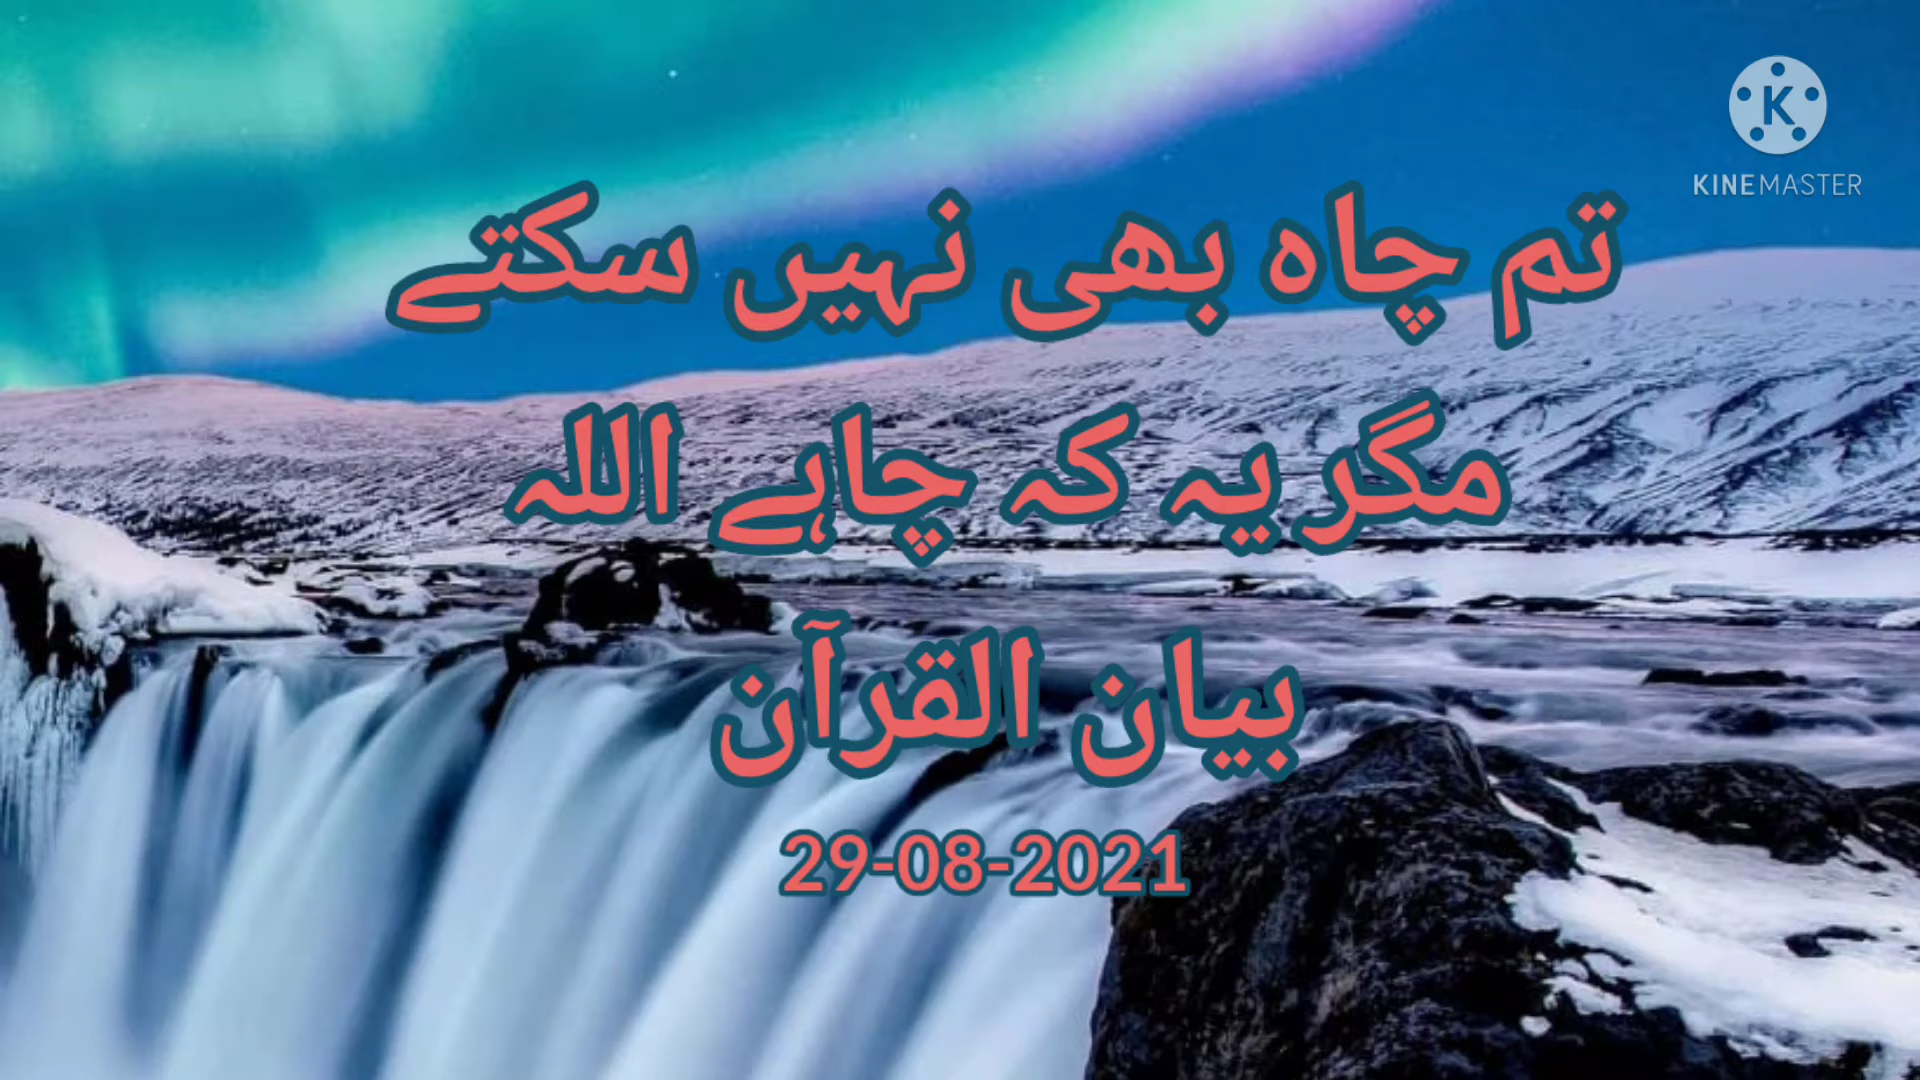 KINEMASTER
تم چاہ بھی نہیں سکتے
مگر یہ کہ چاہے اللہ
بیان القرآن
29-08-2021